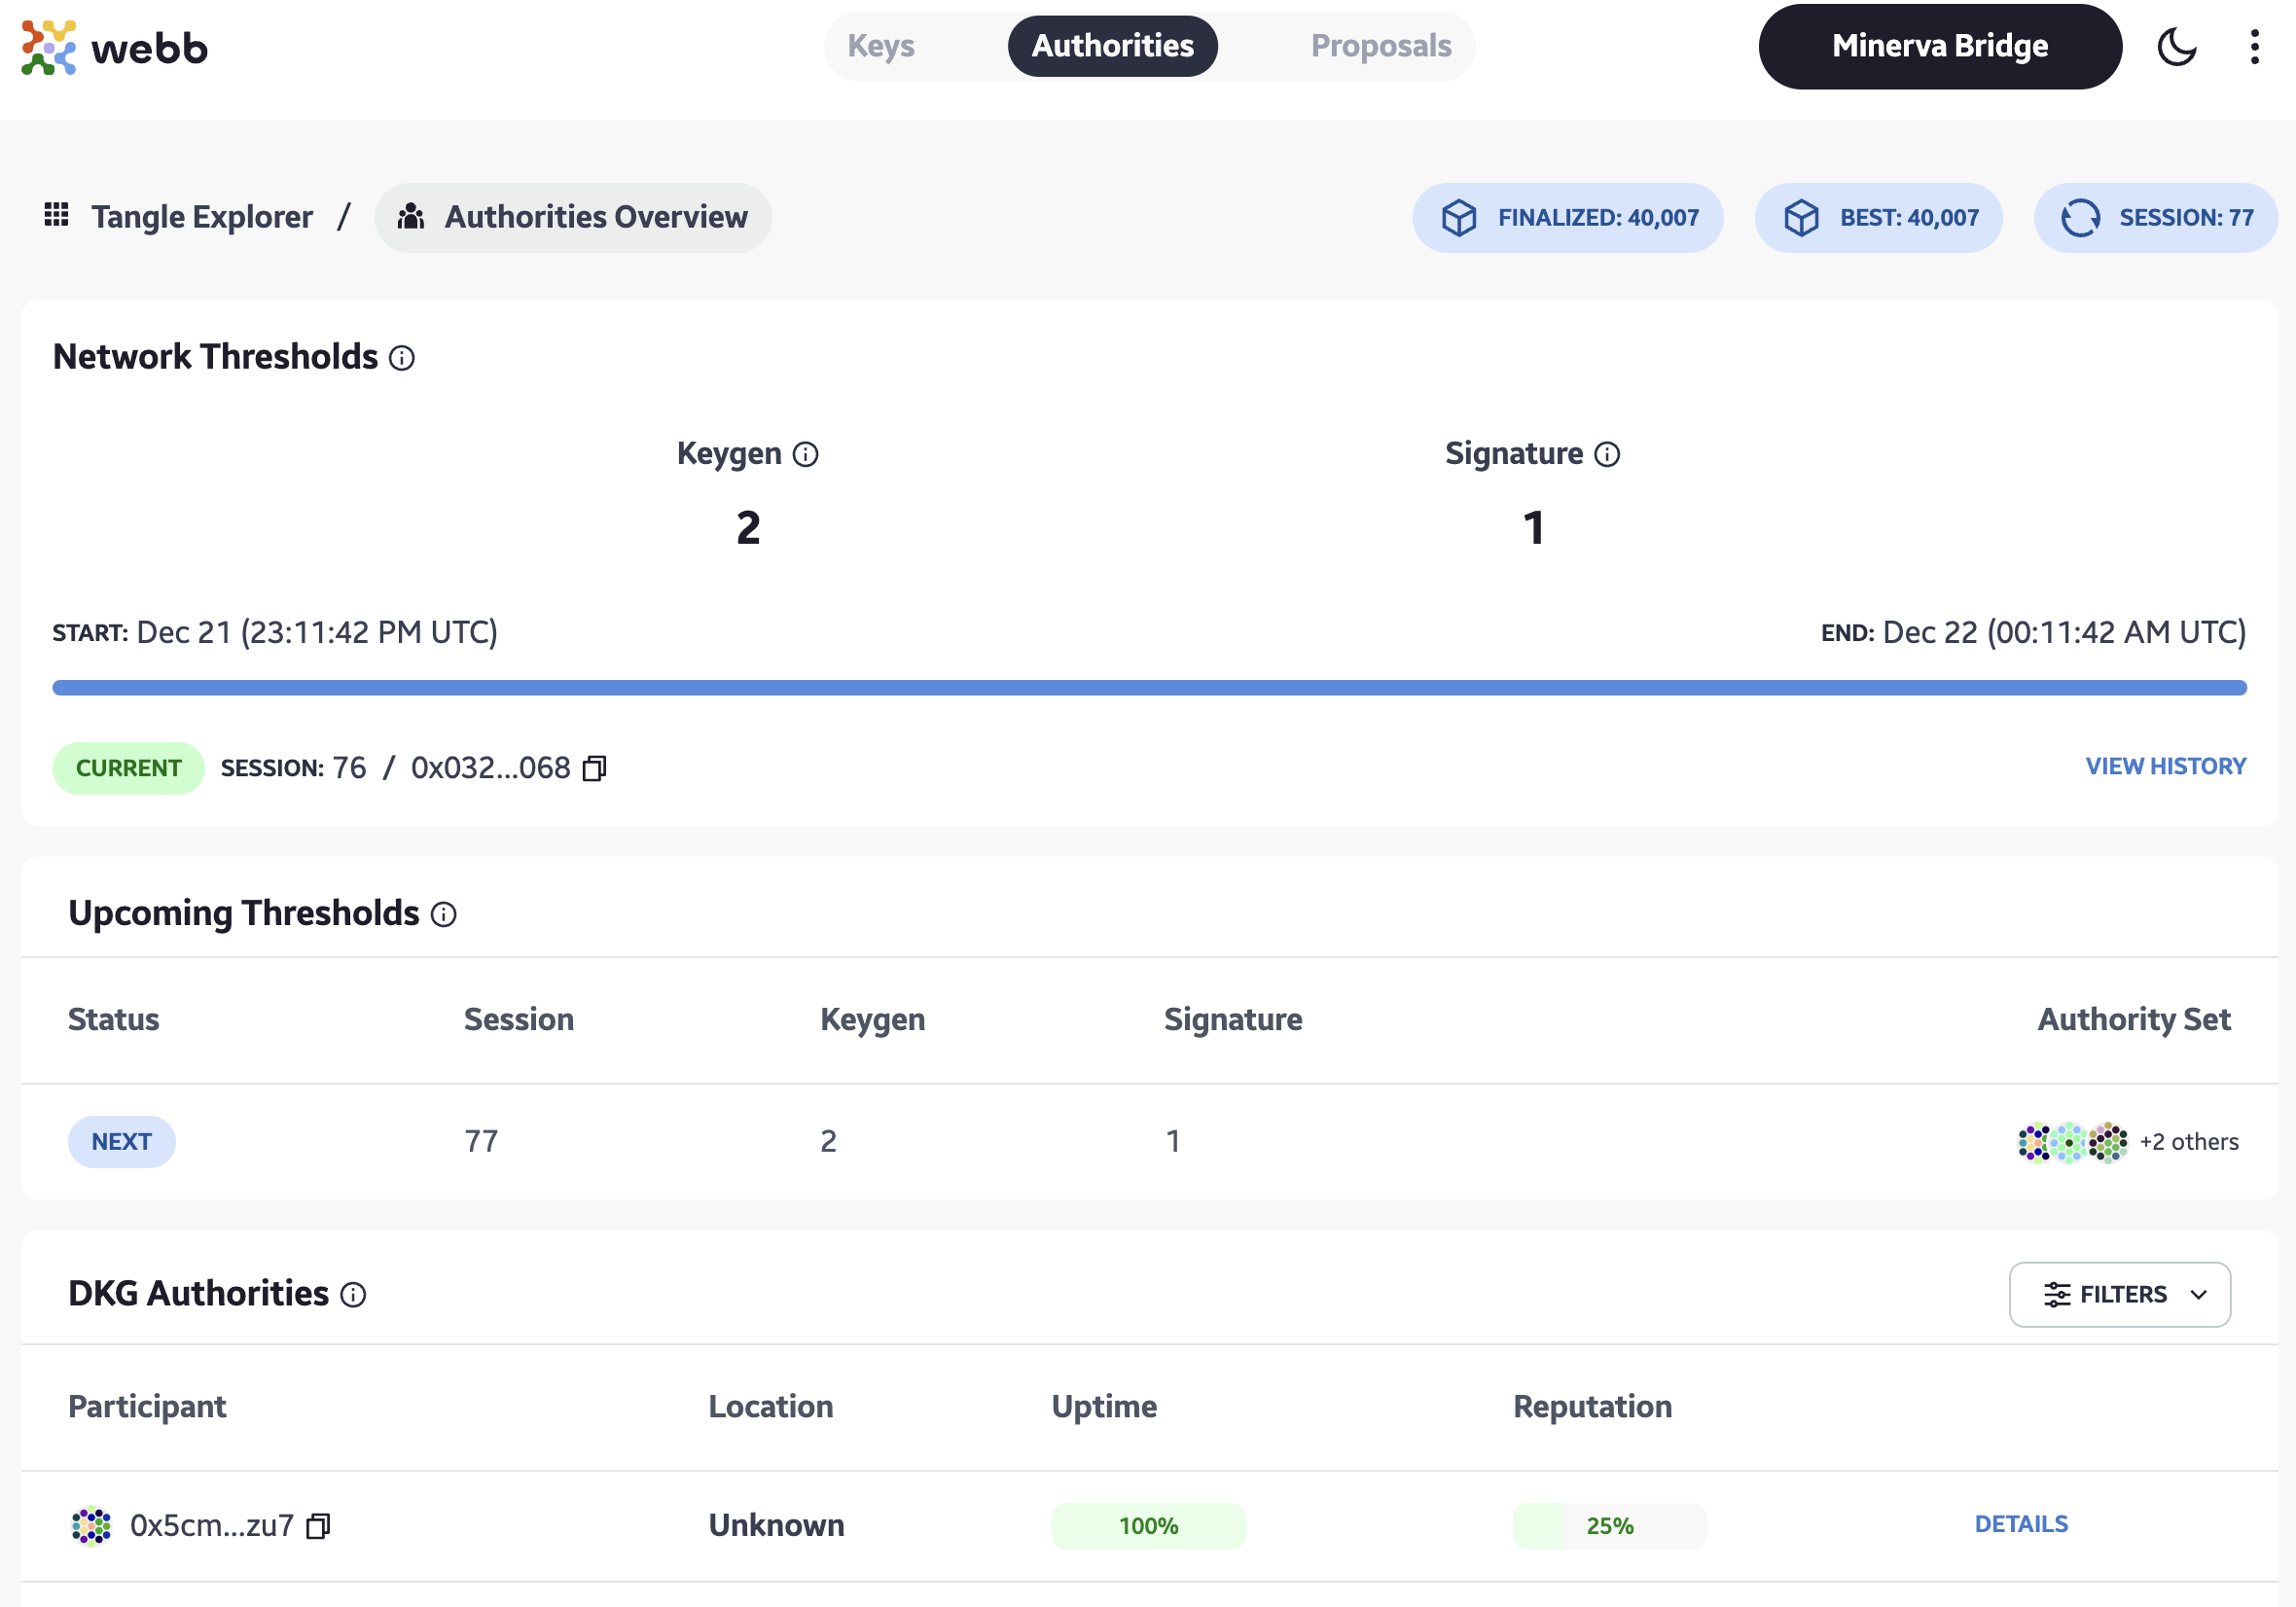 webb
Keys Authorities Proposals
Minerva Bridge
Tangle Explorer / Authorities Overview
FINALIZED: 40,007 BEST: 40,007 SESSION: 77
Network Thresholds
Keygen Signature
2 1
START: Dec 21 (23:11:42 PM UTC) END: Dec 22 (00:11:42 AM UTC)
CURRENT SESSION: 76 / 0x032...068 VIEW HISTORY
Upcoming Thresholds
Status Session Keygen Signature Authority Set
NEXT 77 2 1 +2 others
DKG Authorities FILTERS
Participant Location Uptime Reputation
0x5cm...zu7 Unknown 100% 25% DETAILS